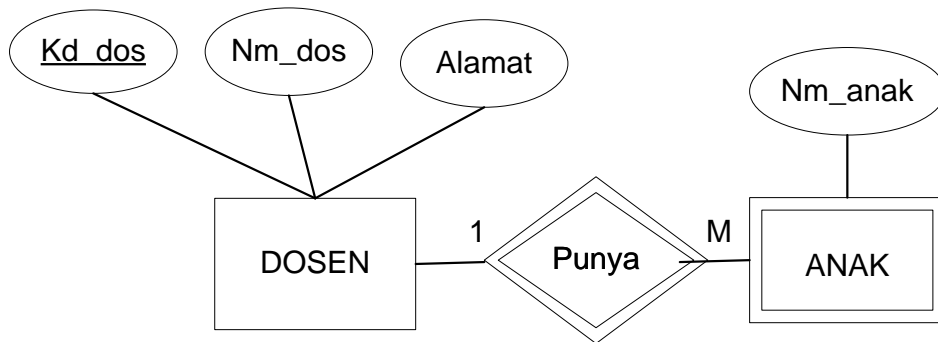 Kd_dos
Nm_dos
Alamat
Nm_anak
DOSEN
1
Punya
M
ANAK